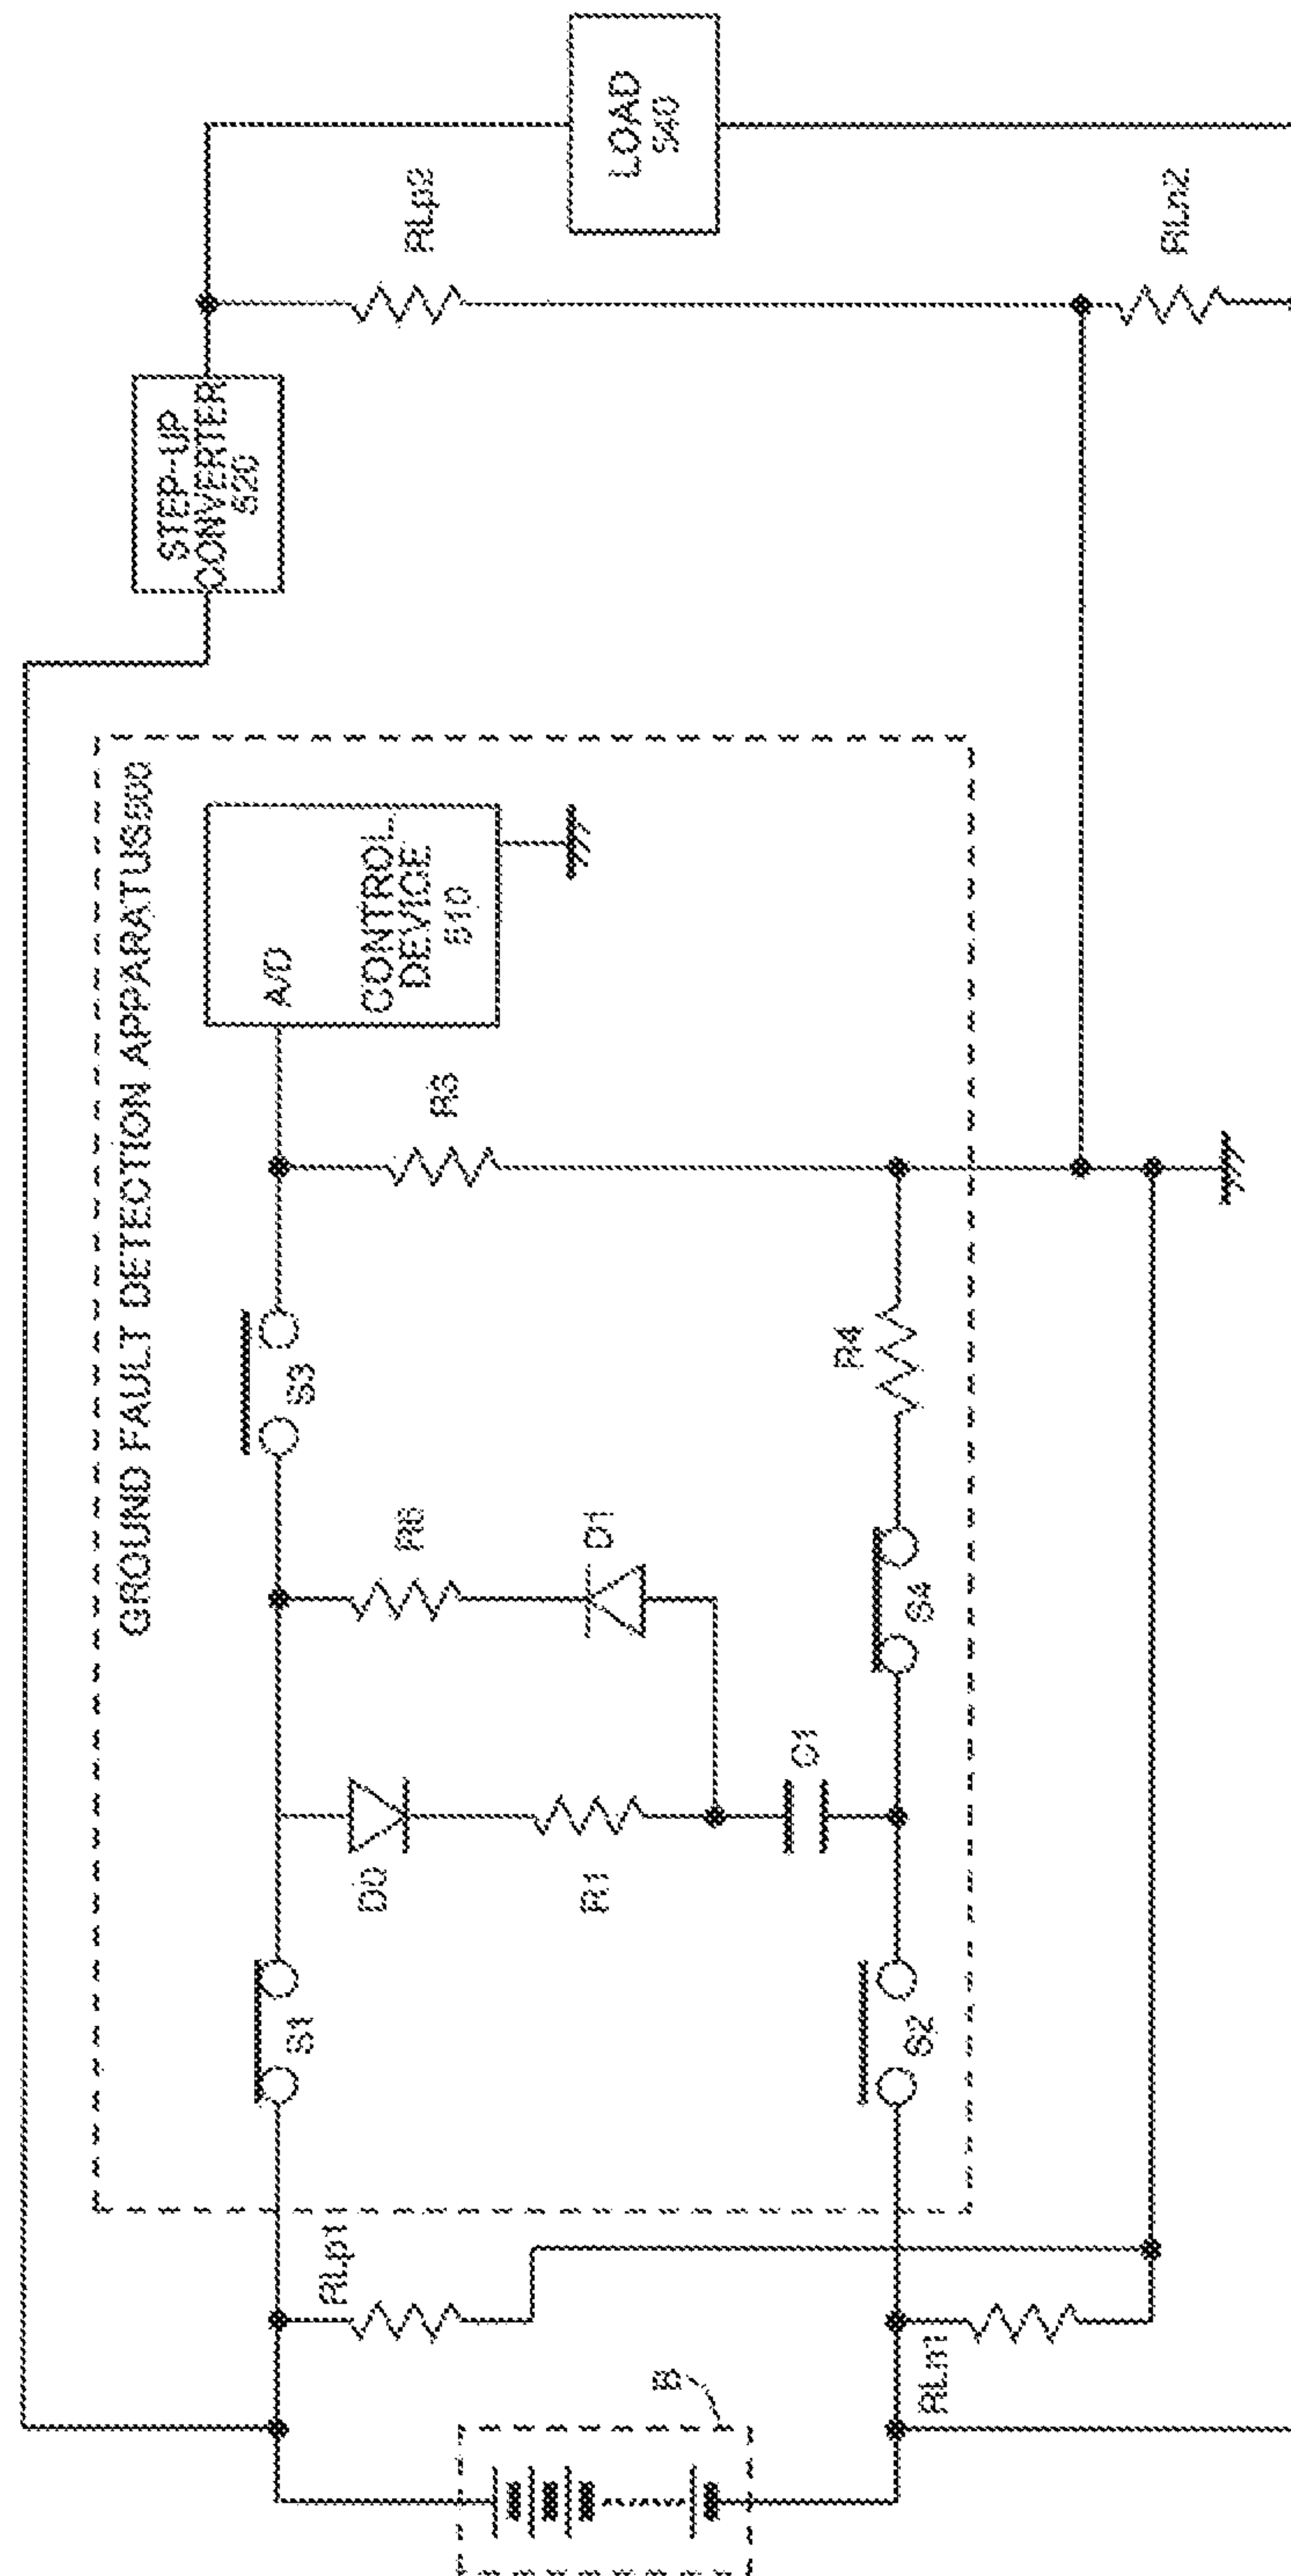 GROUND FAULT DETECTION APPARATUS500
STEP-UP
CONVERTER
520
LOAD
540
A/D
CONTROL
DEVICE
510
S1
D0
R1
C1
R6
D1
S3
R3
S2
S4
R4
RLp1
RLn1
B
RLp2
RLn2